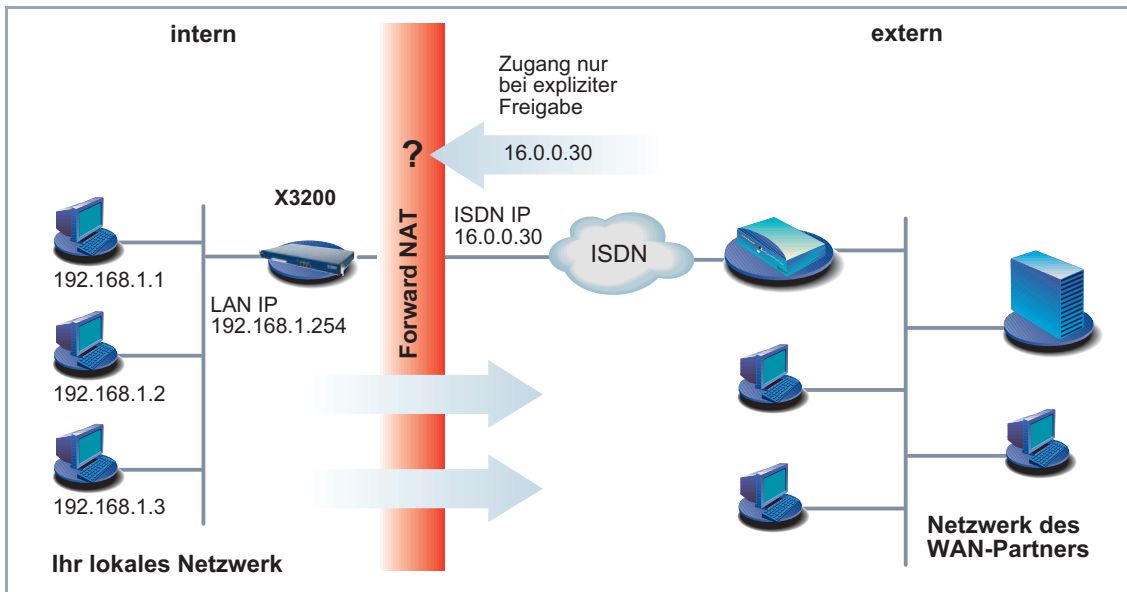 intern
extern
Zugang nur
bei expliziter
Freigabe
16.0.0.30
?
X3200
Forward NAT
ISDN IP
16.0.0.30
ISDN
192.168.1.1
LAN IP
192.168.1.254
192.168.1.2
192.168.1.3
Ihr lokales Netzwerk
Netzwerk des
WAN-Partners